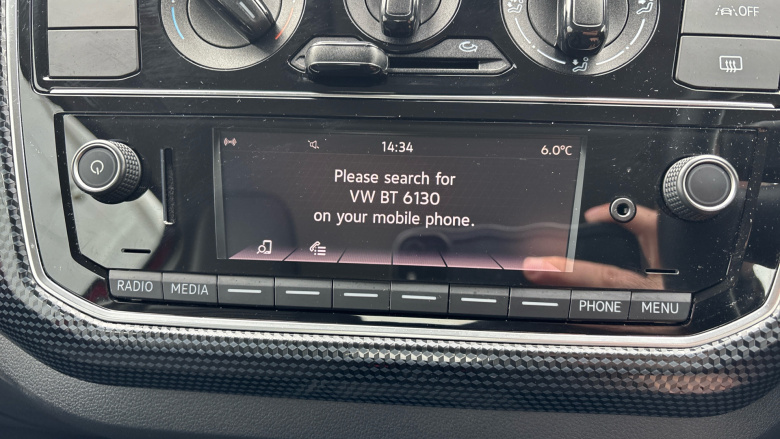 OFF
14:34
6.0°C
Please search for
VW BT 6130
on your mobile phone.
RADIO
MEDIA
PHONE
MENU